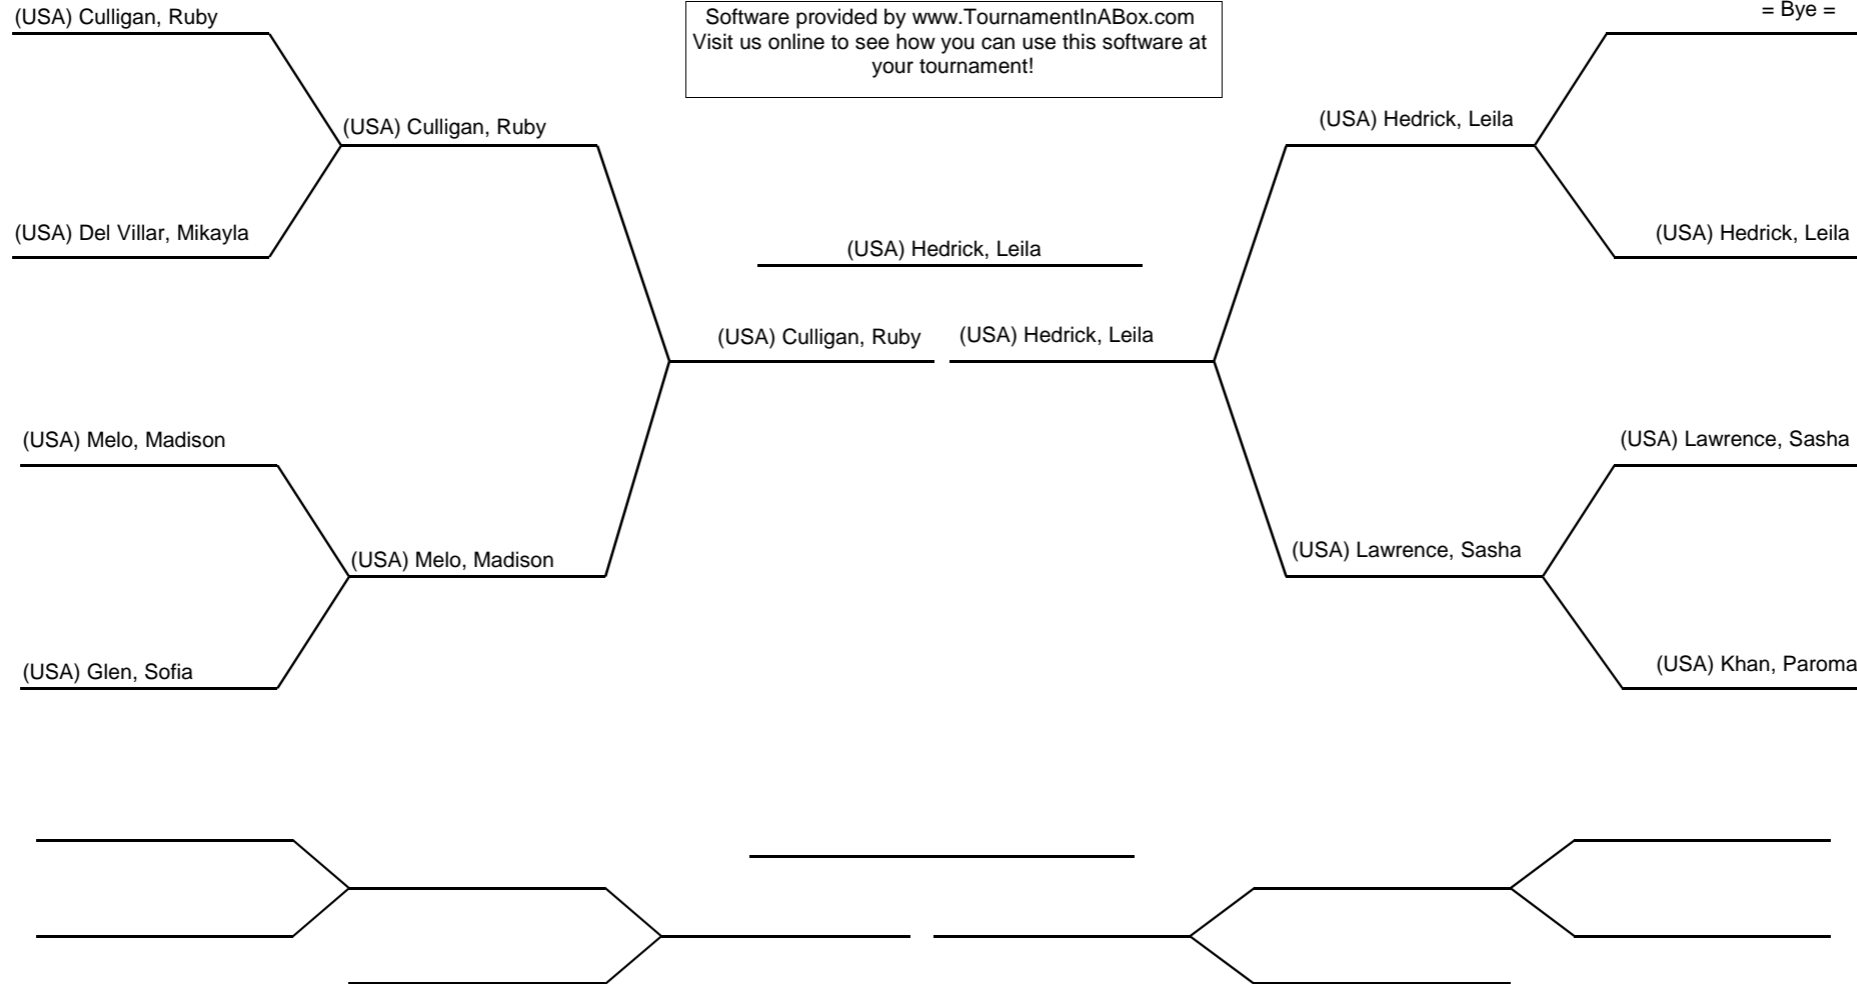 (USA) Culligan, Ruby
Software provided by www.TournamentInABox.com
Visit us online to see how you can use this software at
your tournament!
= Bye =
(USA) Culligan, Ruby
(USA) Hedrick, Leila
(USA) Del Villar, Mikayla
(USA) Hedrick, Leila
(USA) Hedrick, Leila
(USA) Culligan, Ruby
(USA) Hedrick, Leila
(USA) Melo, Madison
(USA) Lawrence, Sasha
(USA) Melo, Madison
(USA) Lawrence, Sasha
(USA) Glen, Sofia
(USA) Khan, Paroma